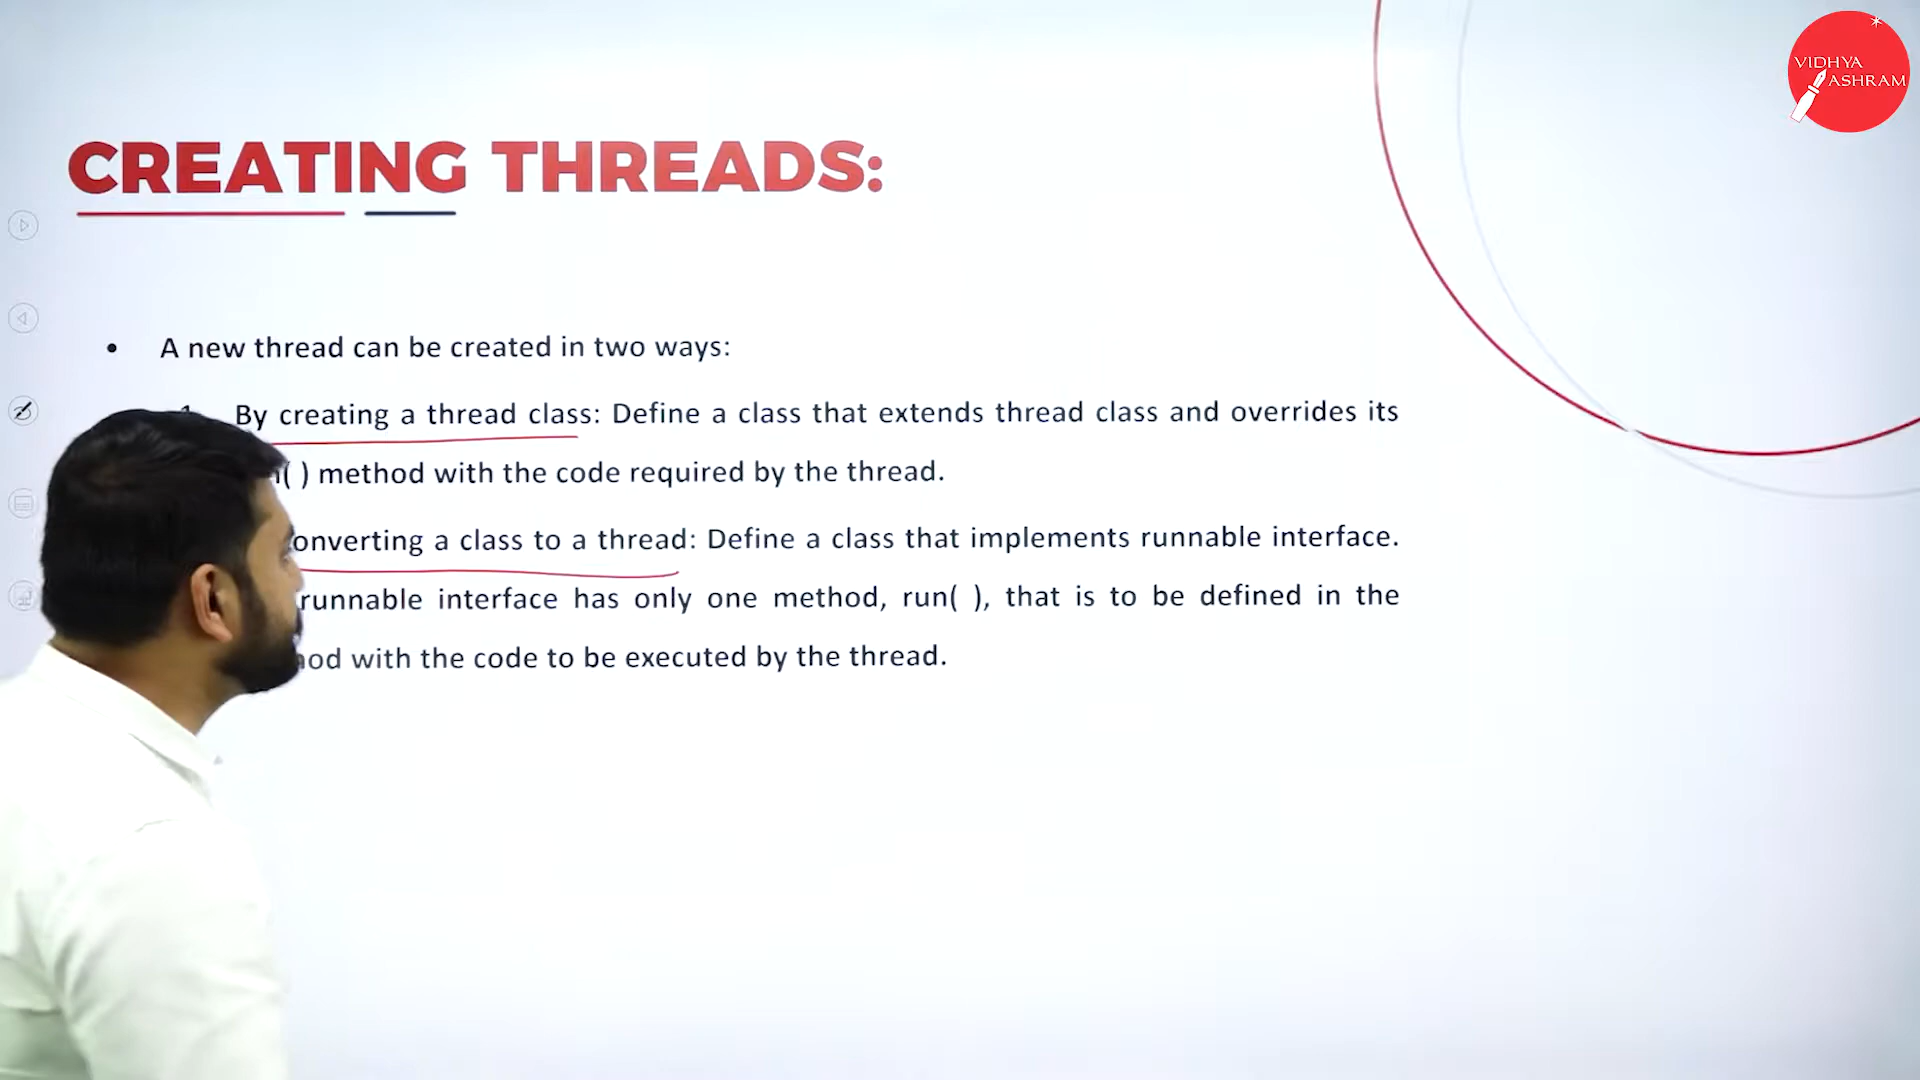 VIDHYA
ASHRAM
CREATING THREADS:
• A new thread can be created in two ways:
By creating a thread class: Define a class that extends thread class and overrides its
( ) method with the code required by the thread.
a class to a thread: Define a class that implements runnable interface.
runnable interface has only one method, run( ), that is to be defined in the
with the code to be executed by the thread.